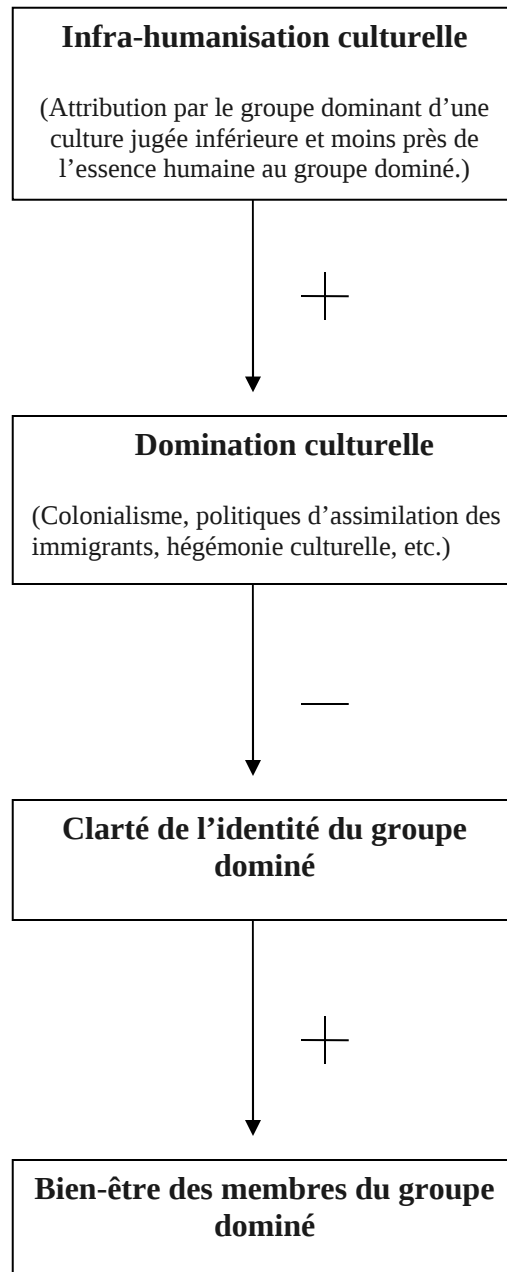 Infra-humanisation culturelle
(Attribution par le groupe dominant d’une
culture jugée inférieure et moins près de
l’essence humaine au groupe dominé.)
+
Domination culturelle
(Colonialisme, politiques d’assimilation des
immigrants, hégémonie culturelle, etc.)
—
Clarté de l’identité du groupe
dominé
+
Bien-être des membres du groupe
dominé